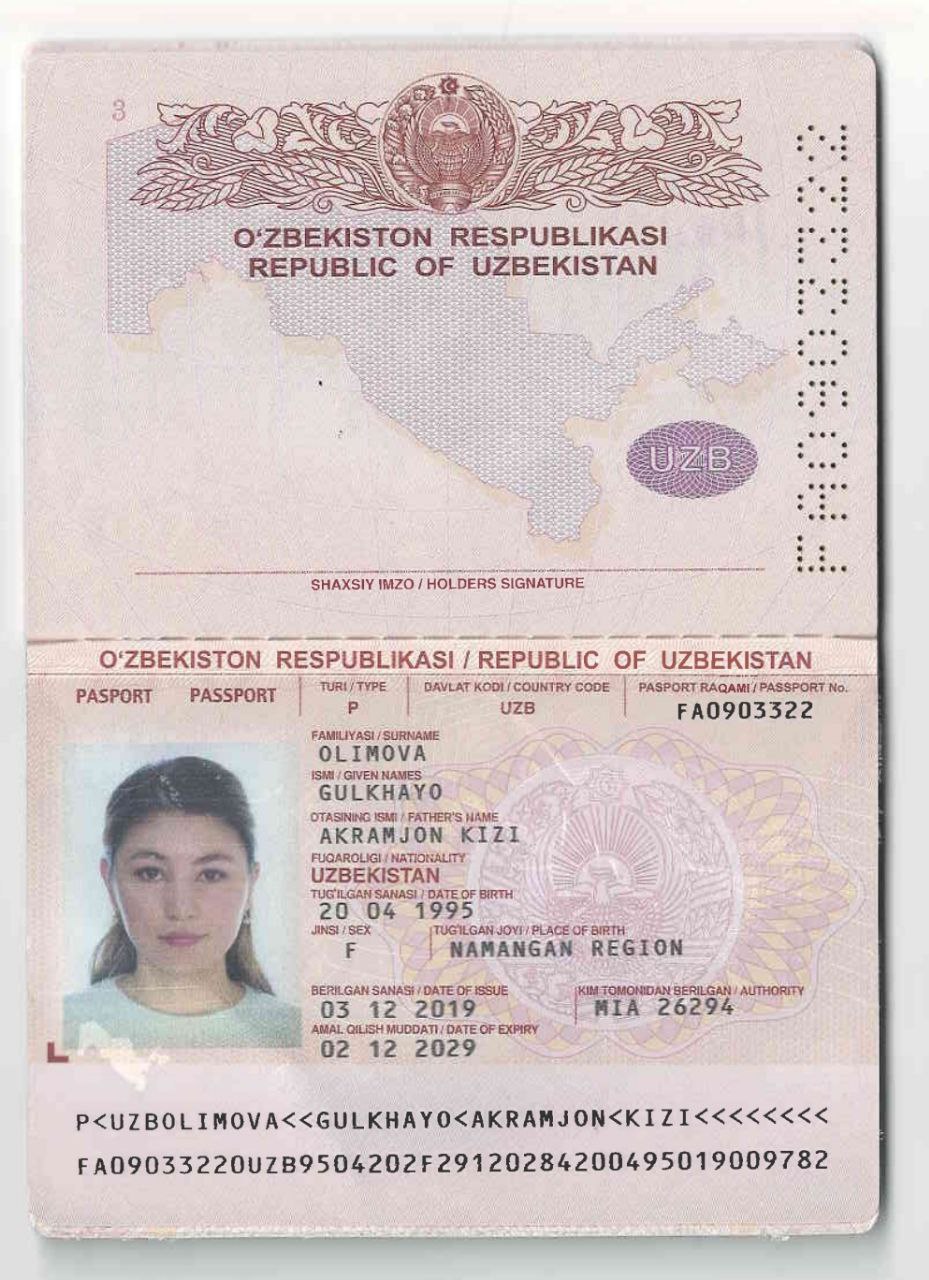 3
O‘ZBEKISTON RESPUBLIKASI
REPUBLIC OF UZBEKISTAN
UZB
FA0903322
SHAXSIY IMZO / HOLDERS SIGNATURE
O‘ZBEKISTON RESPUBLIKASI / REPUBLIC OF UZBEKISTAN
PASPORT PASSPORT
TURI / TYPE
P
DAVLAT KODI / COUNTRY CODE
UZB
PASPORT RAQAMI / PASSPORT No.
FA0903322
FAMILIYASI / SURNAME
OLIMOVA
ISMI / GIVEN NAMES
GULKHAYO
OTASINING ISMI / FATHER'S NAME
AKRAMJON KIZI
FUQAROLIGI / NATIONALITY
UZBEKISTAN
TUG'ILGAN SANASI / DATE OF BIRTH
20 04 1995
JINSI / SEX
F
TUG'ILGAN JOYI / PLACE OF BIRTH
NAMANGAN REGION
BERILGAN SANASI / DATE OF ISSUE
03 12 2019
KIM TOMONIDAN BERILGAN / AUTHORITY
MIA 26294
AMAL QILISH MUDDATI / DATE OF EXPIRY
02 12 2029
P<UZBOLIMOVA<<GULKHAYO<AKRAMJON<KIZI<<<<<<<<
FA09033220UZB9504202F29120284200495019009782